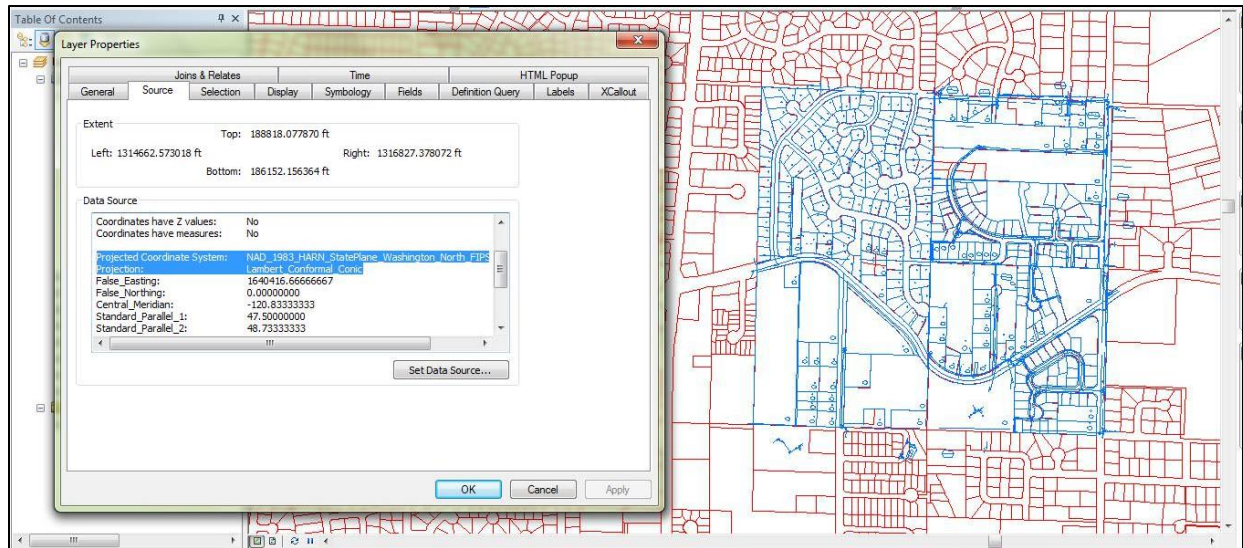 Table Of Contents
Layer Properties
Joins & Relates
Time
HTML Popup
General
Source
Selection
Display
Symbology
Fields
Definition Query
Labels
XCallout
Extent
Top: 188818.077870 ft
Left: 1314662.573018 ft
Right: 1316827.378072 ft
Bottom: 186152.156364 ft
Data Source
Coordinates have Z values: No
Coordinates have measures: No
Projected Coordinate System: NAD_1983_HARN_StatePlane_Washington_North_FIPS
Projection: Lambert_Conformal_Conic
False_Easting: 1640416.66666667
False_Northing: 0.00000000
Central_Meridian: -120.83333333
Standard_Parallel_1: 47.50000000
Standard_Parallel_2: 48.73333333
Set Data Source...
OK
Cancel
Apply